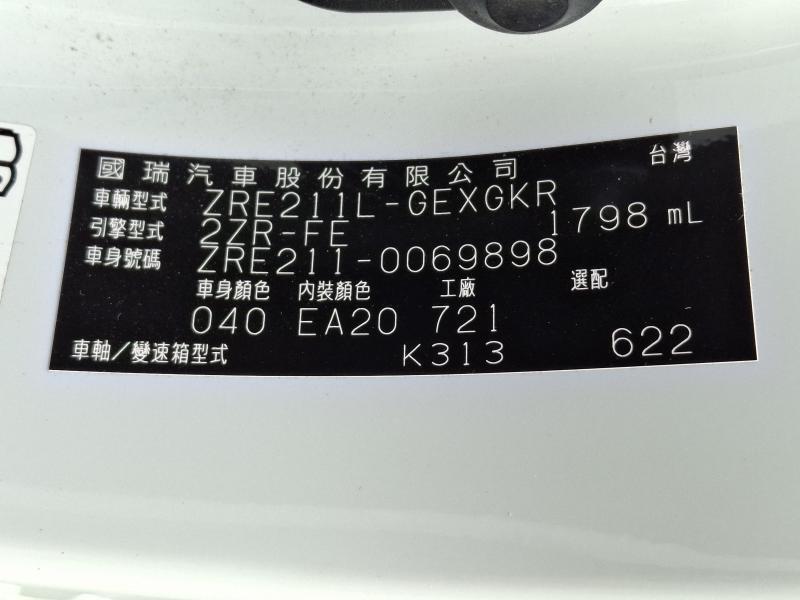 國瑞汽車股份有限公司 台灣
車輛型式 ZRE211L-GEXGKR
引擎型式 2ZR-FE 1798 mL
車身號碼 ZRE211-0069898
車身顏色 內裝顏色 工廠 選配
040 EA20 721
車軸/變速箱型式 K313 622